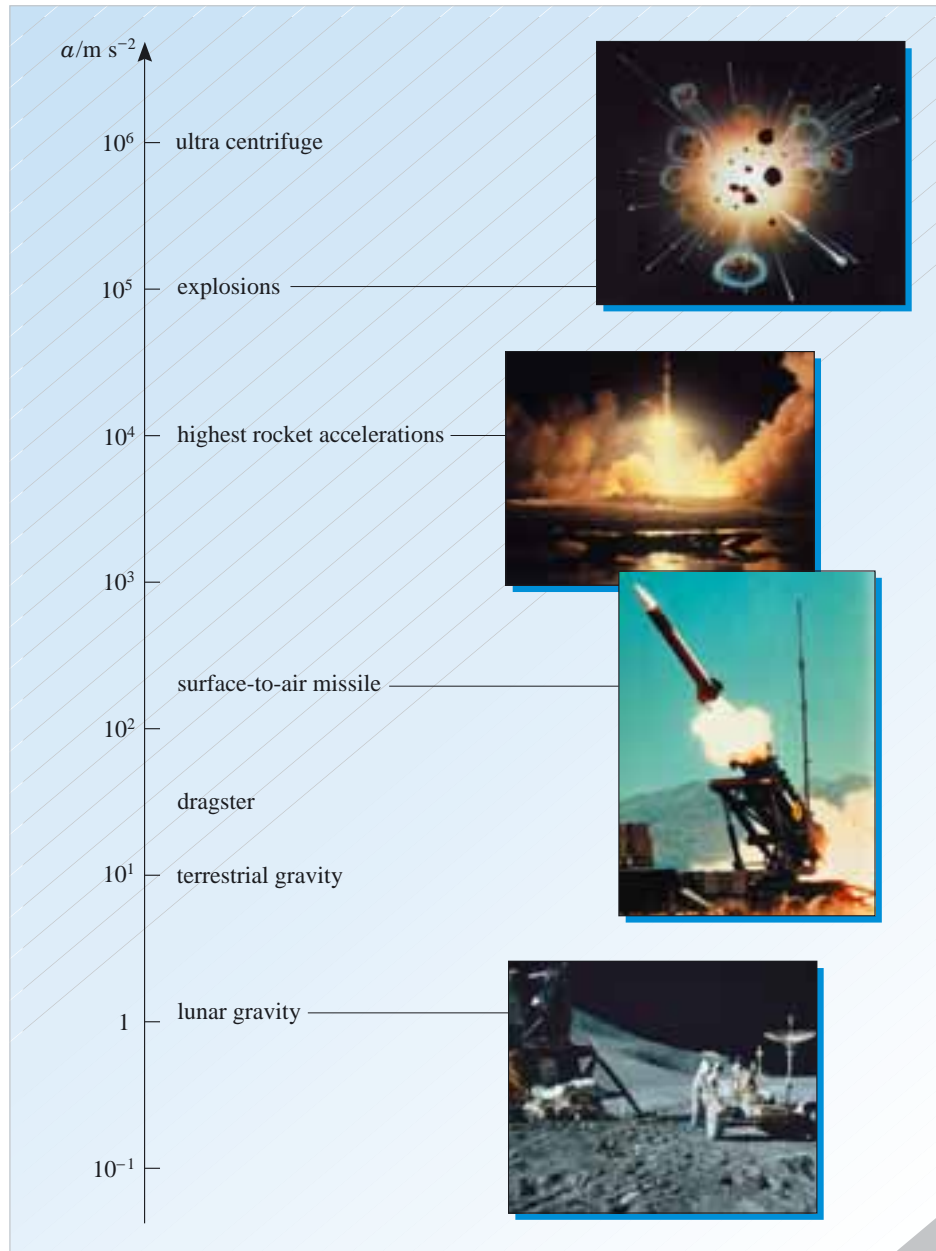 a/m s⁻²
10⁶ ultra centrifuge
10⁵ explosions
10⁴ highest rocket accelerations
10³
surface-to-air missile
10²
dragster
10¹ terrestrial gravity
lunar gravity
1
10⁻¹